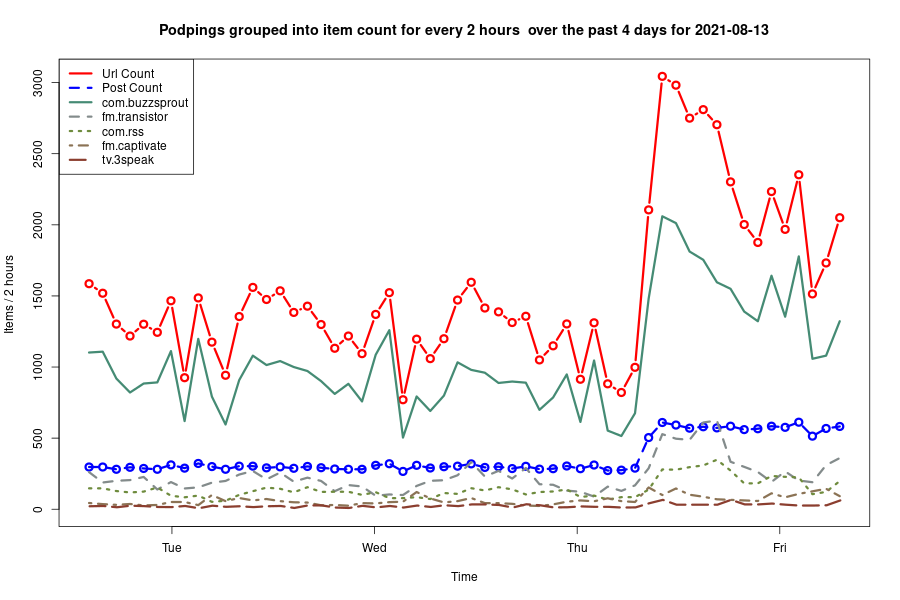 Podpings grouped into item count for every 2 hours  over the past 4 days for 2021-08-13
Url Count
Post Count
com.buzzsprout
fm.transistor
com.rss
fm.captivate
tv.3speak
Items / 2 hours
3000
2500
2000
1500
1000
500
0
Tue
Wed
Thu
Fri
Time